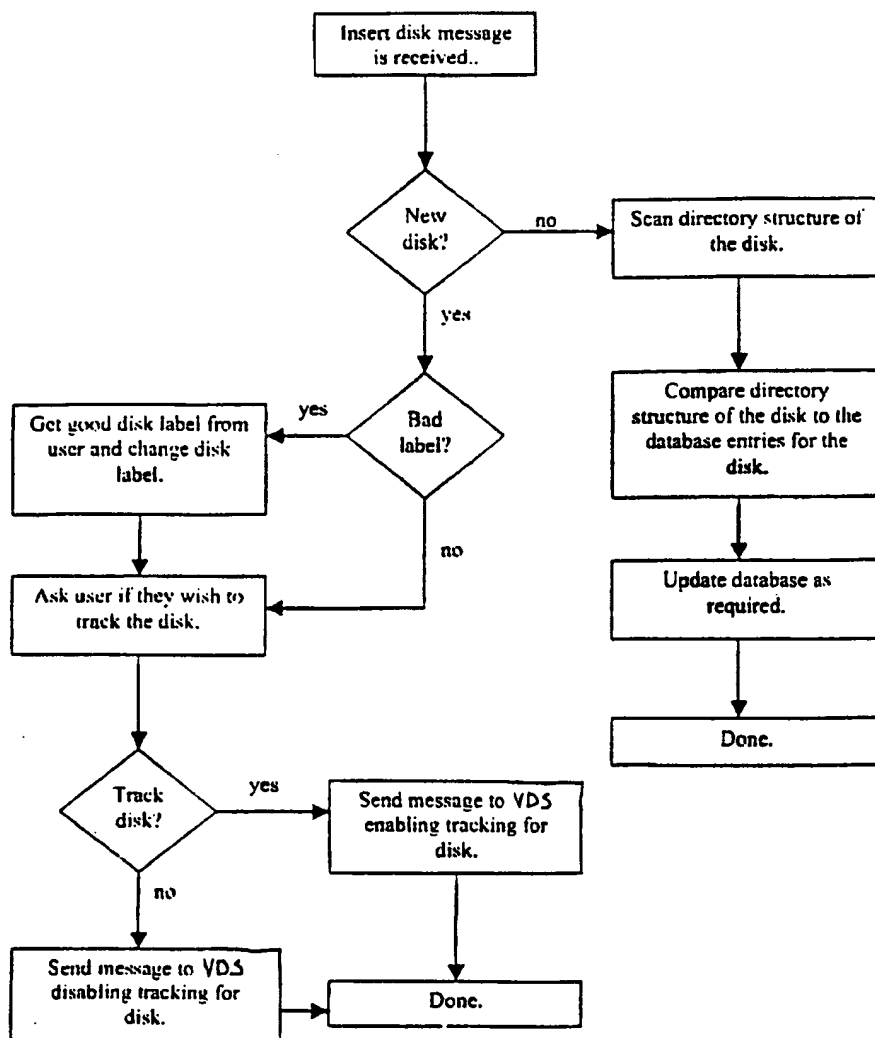 Insert disk message
is received..
New
disk?
no
Scan directory structure of
the disk.
yes
Compare directory
structure of the disk to the
database entries for the
disk.
Bad
label?
yes
Get good disk label from
user and change disk
label.
no
Ask user if they wish to
track the disk.
Update database as
required.
Done.
Track
disk?
yes
Send message to VDS
enabling tracking for
disk.
no
Send message to VDS
disabling tracking for
disk.
Done.